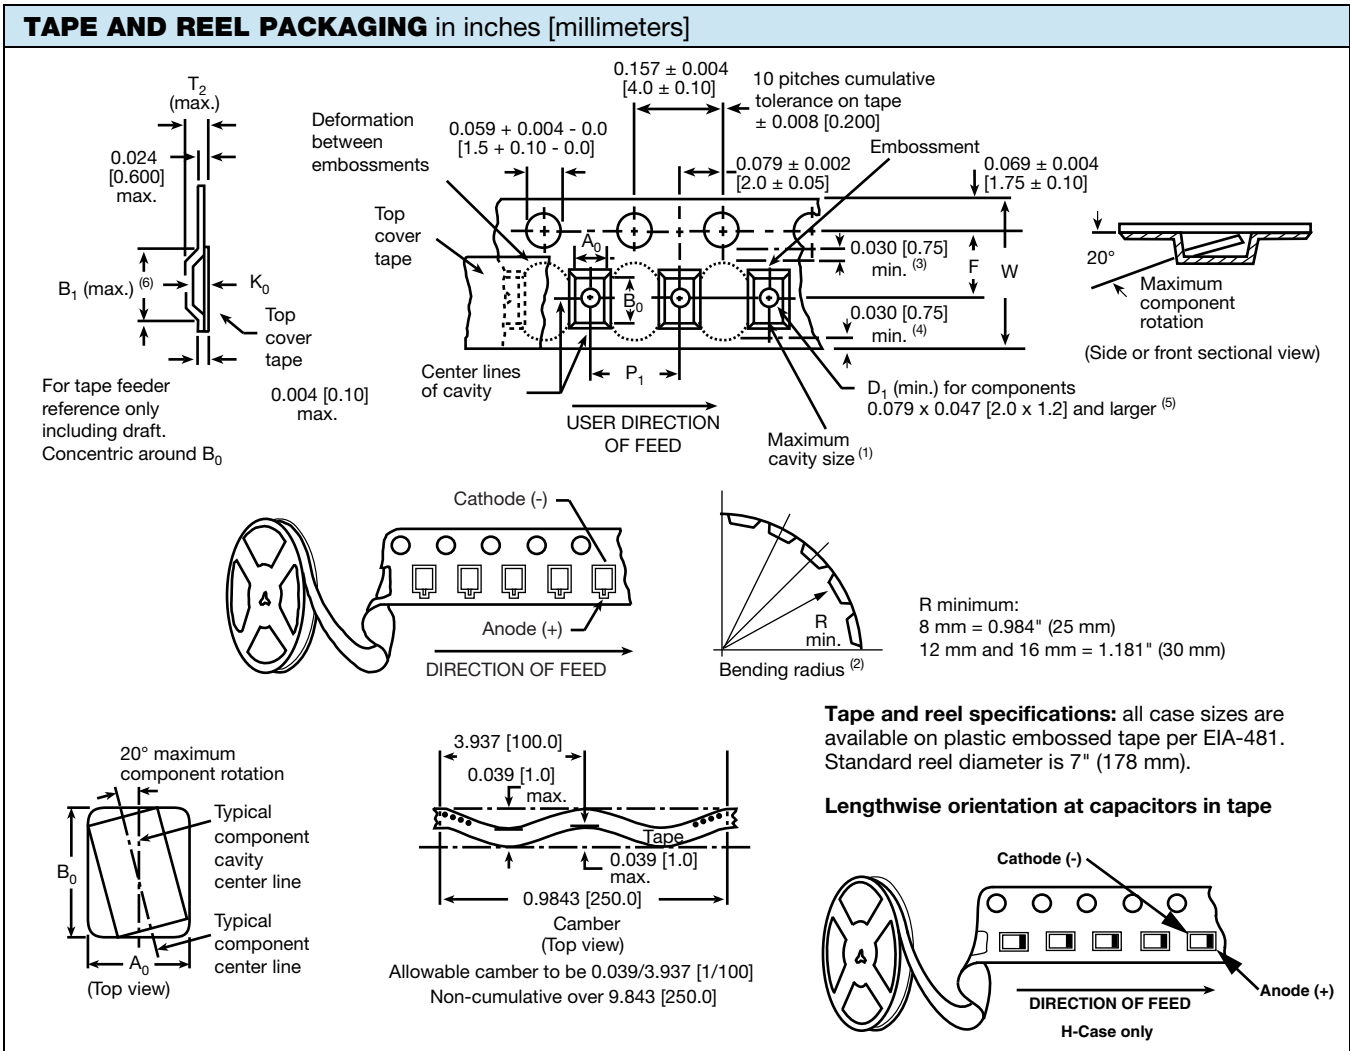 TAPE AND REEL PACKAGING in inches [millimeters]
T2
(max.)
0.024
[0.600]
max.
B1 (max.) (6)
K0
Top
cover
tape
0.004 [0.10]
max.
For tape feeder
reference only
including draft.
Concentric around B0
Deformation
between
embossments
Top
cover
tape
0.059 + 0.004 - 0.0
[1.5 + 0.10 - 0.0]
0.157 ± 0.004
[4.0 ± 0.10]
10 pitches cumulative
tolerance on tape
± 0.008 [0.200]
0.079 ± 0.002
[2.0 ± 0.05]
Embossment
0.069 ± 0.004
[1.75 ± 0.10]
A0
B0
0.030 [0.75]
min. (3)
F
W
0.030 [0.75]
min. (4)
Center lines
of cavity
P1
USER DIRECTION
OF FEED
D1 (min.) for components
0.079 x 0.047 [2.0 x 1.2] and larger (5)
Maximum
cavity size (1)
20°
Maximum
component
rotation
(Side or front sectional view)
Cathode (-)
Anode (+)
DIRECTION OF FEED
R
min.
Bending radius (2)
R minimum:
8 mm = 0.984" (25 mm)
12 mm and 16 mm = 1.181" (30 mm)
Tape and reel specifications: all case sizes are
available on plastic embossed tape per EIA-481.
Standard reel diameter is 7" (178 mm).
Lengthwise orientation at capacitors in tape
20° maximum
component rotation
Typical
component
cavity
center line
B0
Typical
component
center line
A0
(Top view)
3.937 [100.0]
0.039 [1.0]
max.
Tape
0.039 [1.0]
max.
0.9843 [250.0]
Camber
(Top view)
Allowable camber to be 0.039/3.937 [1/100]
Non-cumulative over 9.843 [250.0]
Cathode (-)
Anode (+)
DIRECTION OF FEED
H-Case only